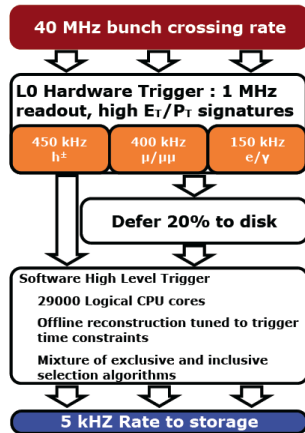 40 MHz bunch crossing rate
L0 Hardware Trigger : 1 MHz
readout, high E_T/P_T signatures
450 kHz
h±
400 kHz
μ/μμ
150 kHz
e/γ
Defer 20% to disk
Software High Level Trigger
29000 Logical CPU cores
Offline reconstruction tuned to trigger
time constraints
Mixture of exclusive and inclusive
selection algorithms
5 kHZ Rate to storage